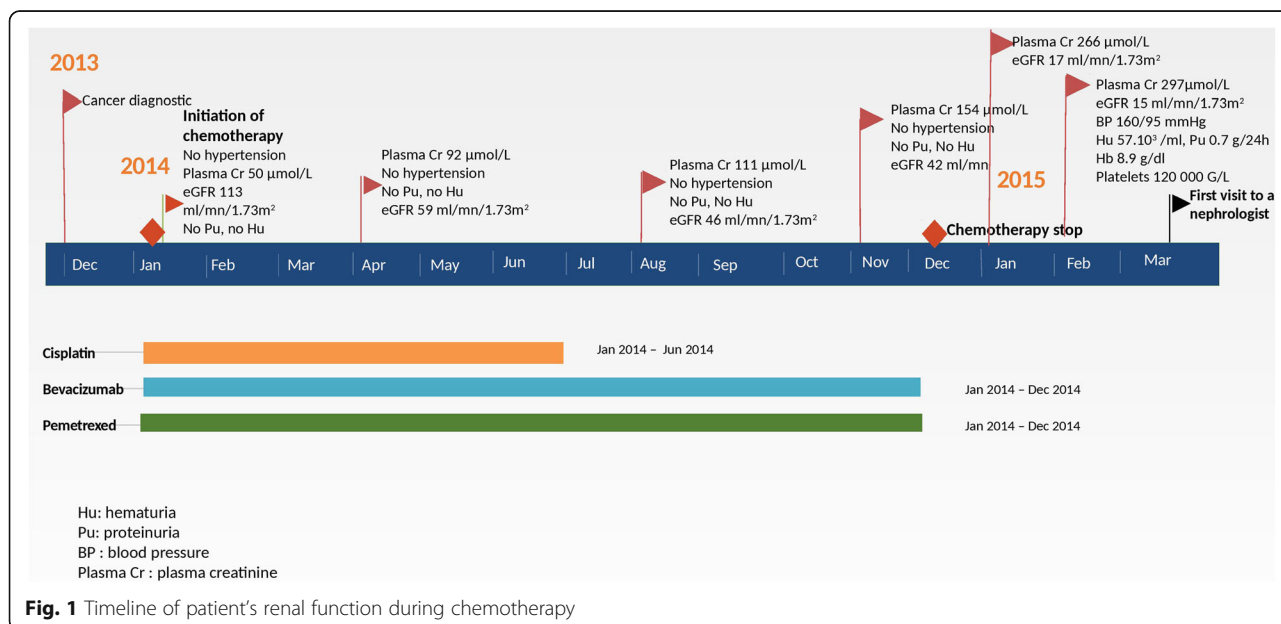 2013
Cancer diagnostic
2014
Initiation of
chemotherapy
No hypertension
Plasma Cr 50 µmol/L
eGFR 113
ml/mn/1.73m²
No Pu, no Hu
Plasma Cr 92 µmol/L
No hypertension
No Pu, no Hu
eGFR 59 ml/mn/1.73m²
Plasma Cr 111 µmol/L
No hypertension
No Pu, No Hu
eGFR 46 ml/mn/1.73m²
Plasma Cr 154 µmol/L
No hypertension
No Pu, No Hu
eGFR 42 ml/mn
Chemotherapy stop
2015
Plasma Cr 266 µmol/L
eGFR 17 ml/mn/1.73m²
Plasma Cr 297µmol/L
eGFR 15 ml/mn/1.73m²
BP 160/95 mmHg
Hu 57.10³ /ml, Pu 0.7 g/24h
Hb 8.9 g/dl
Platelets 120 000 G/L
First visit to a
nephrologist
Dec Jan Feb Mar Apr May Jun Jul Aug Sep Oct Nov Dec Jan Feb Mar
Cisplatin Jan 2014 – Jun 2014
Bevacizumab Jan 2014 – Dec 2014
Pemetrexed Jan 2014 – Dec 2014
Hu: hematuria
Pu: proteinuria
BP : blood pressure
Plasma Cr : plasma creatinine
Fig. 1 Timeline of patient's renal function during chemotherapy